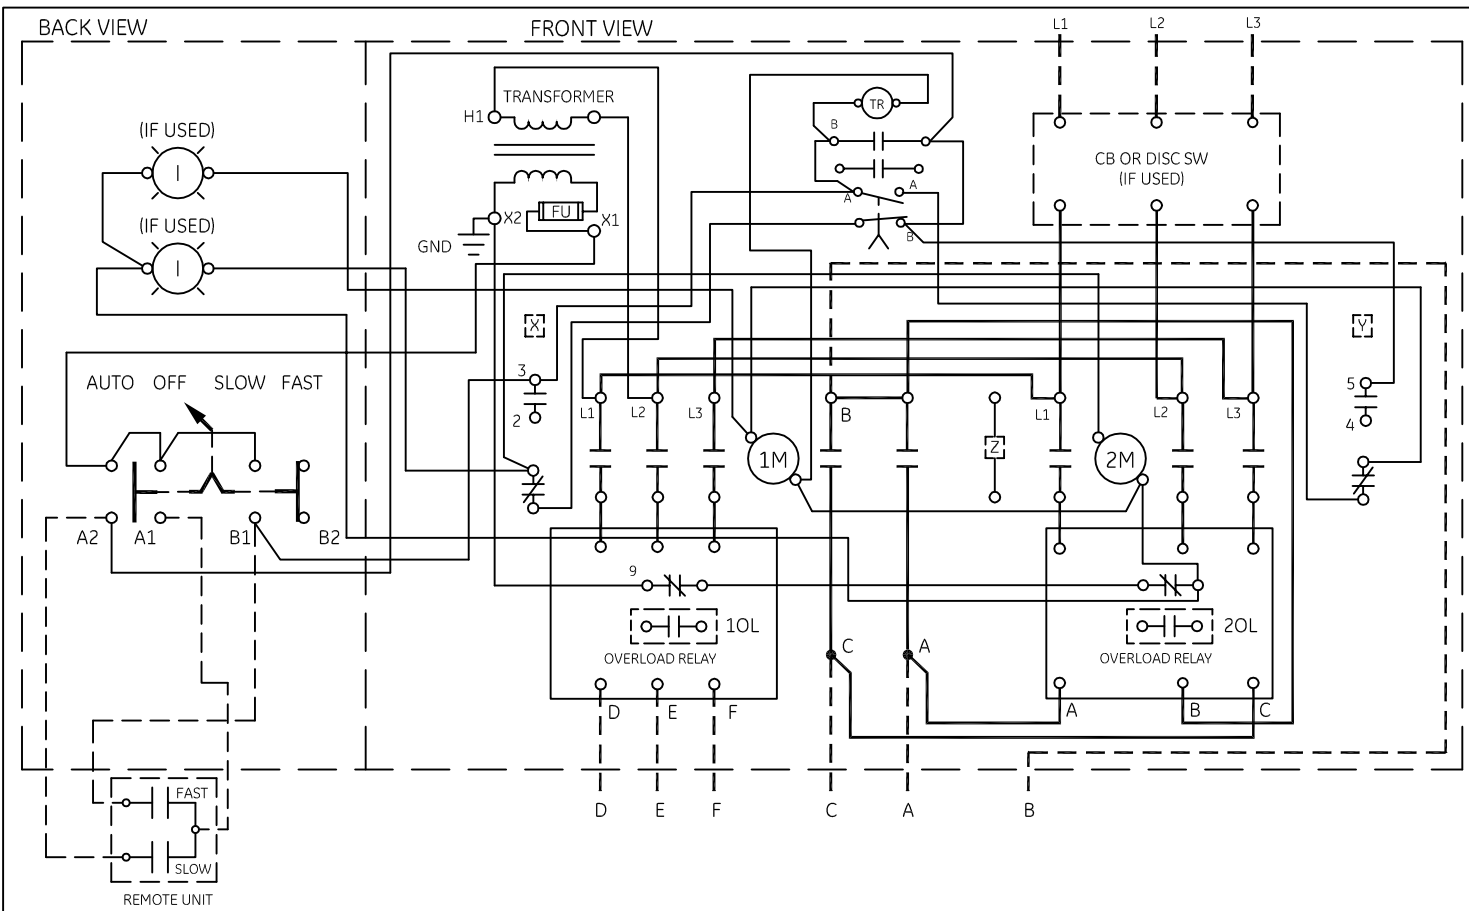 BACK VIEW
FRONT VIEW
L1
L2
L3
TRANSFORMER
H1
TR
B
(IF USED)
I
CB OR DISC SW
(IF USED)
A
A
(IF USED)
I
FU
X2
X1
GND
B
X
Y
AUTO OFF SLOW FAST
3
2
L1
L2
L3
B
L1
L2
L3
5
4
1M
Z
2M
A2
A1
B1
B2
9
1OL
OVERLOAD RELAY
C
A
2OL
OVERLOAD RELAY
D
E
F
A
B
C
FAST
SLOW
REMOTE UNIT
D
E
F
C
A
B